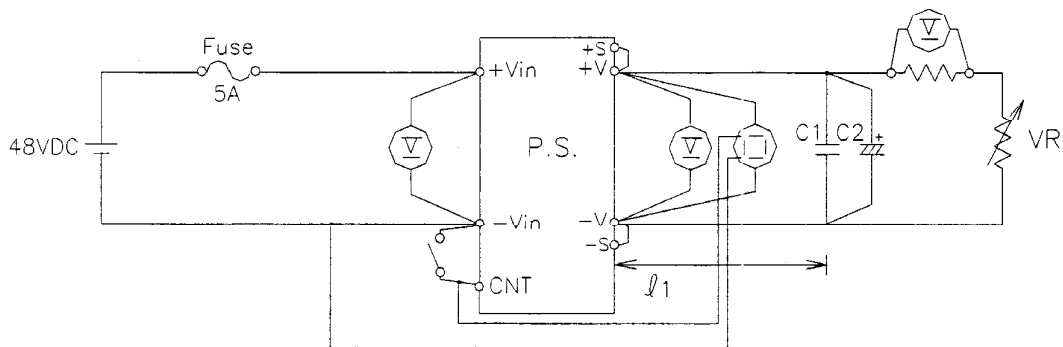 Fuse
5A
48VDC
+Vin
-Vin
CNT
P.S.
+S
+V
-V
-S
V
V
V
C1
C2
+
VR
ℓ1